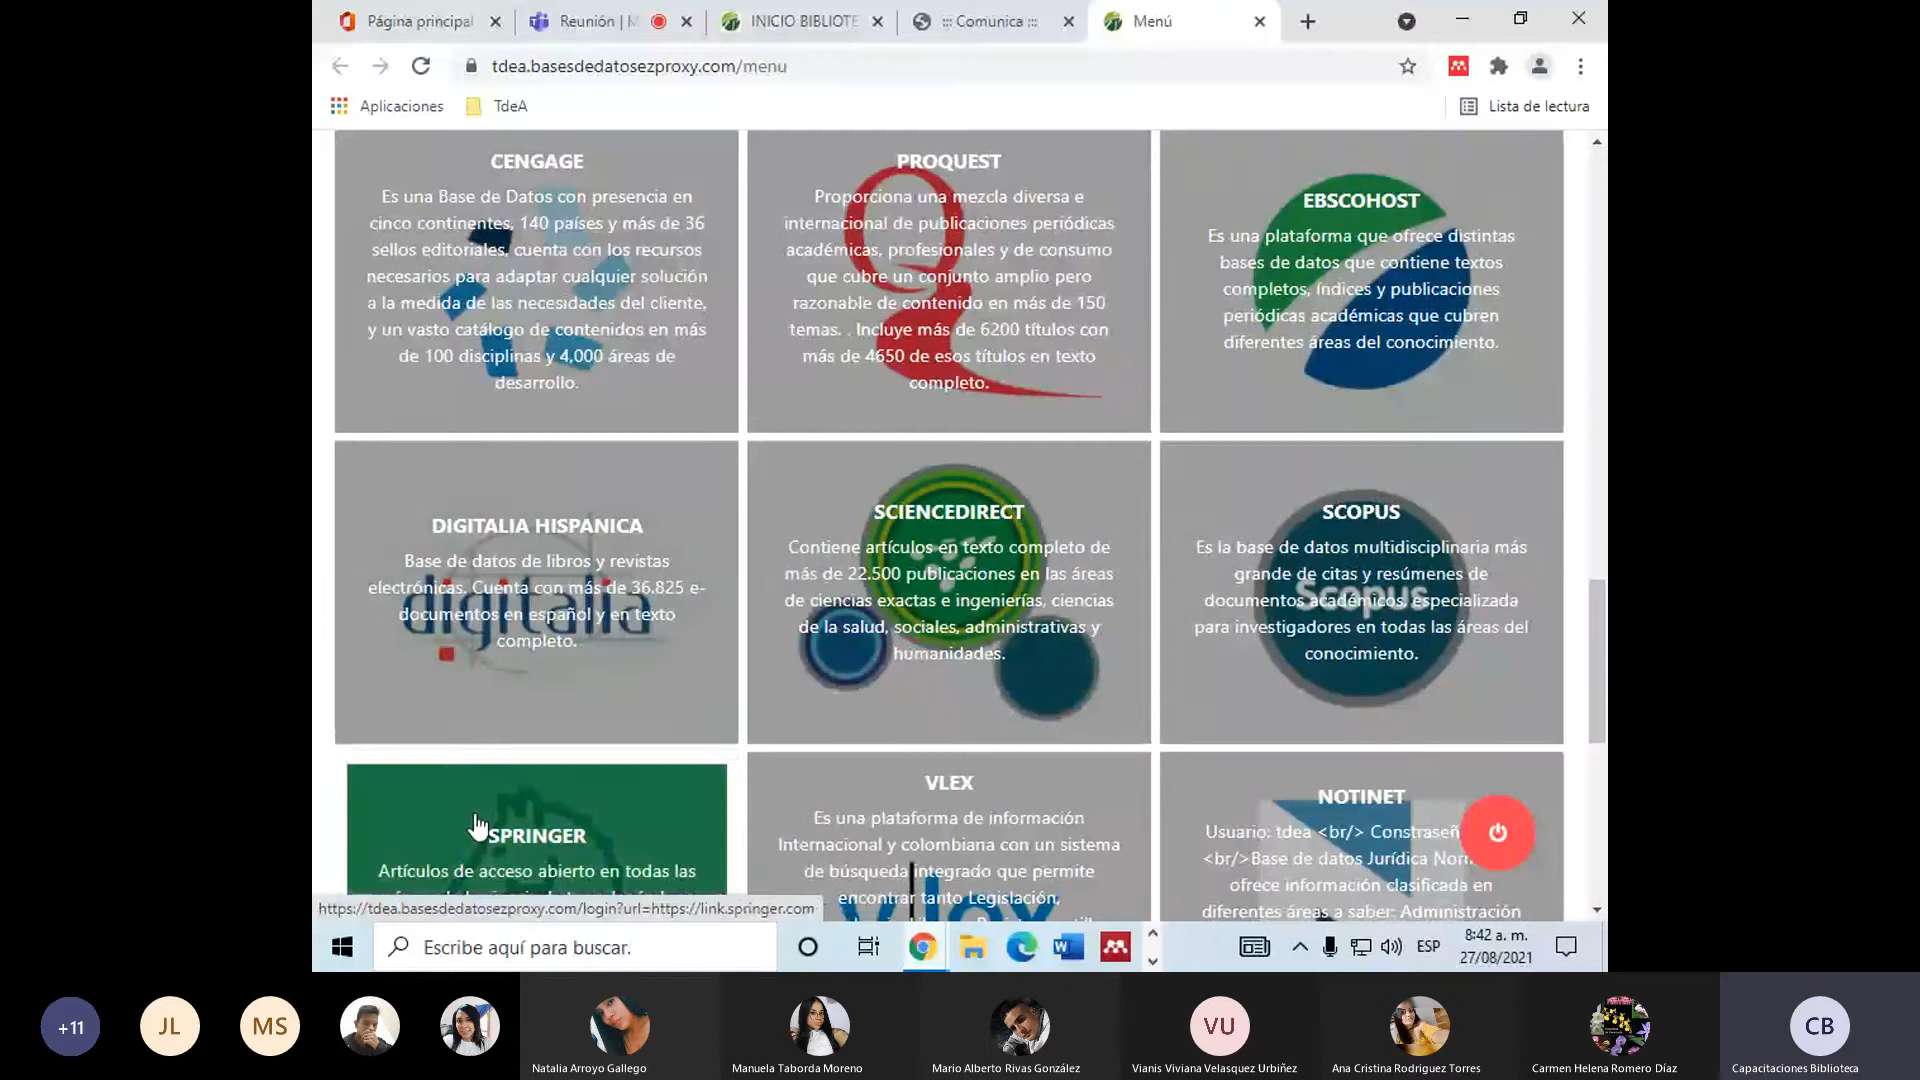 Página principal
Reunión | M
INICIO BIBLIOTE
::: Comunica :::
Menú
tdea.basesdedatosezproxy.com/menu
Aplicaciones
TdeA
Lista de lectura
CENGAGE
Es una Base de Datos con presencia en
cinco continentes, 140 países y más de 36
sellos editoriales, cuenta con los recursos
necesarios para adaptar cualquier solución
a la medida de las necesidades del cliente,
y un vasto catálogo de contenidos en más
de 100 disciplinas y 4,000 áreas de
desarrollo.
PROQUEST
Proporciona una mezcla diversa e
internacional de publicaciones periódicas
académicas, profesionales y de consumo
que cubre un conjunto amplio pero
razonable de contenido en más de 150
temas. . Incluye más de 6200 títulos con
más de 4650 de esos títulos en texto
completo.
EBSCOHOST
Es una plataforma que ofrece distintas
bases de datos que contiene textos
completos, índices y publicaciones
periódicas académicas que cubren
diferentes áreas del conocimiento.
DIGITALIA HISPANICA
Base de datos de libros y revistas
electrónicas. Cuenta con más de 36.825 e-
documentos en español y en texto
completo.
digitalia
SCIENCEDIRECT
Contiene artículos en texto completo de
más de 22.500 publicaciones en las áreas
de ciencias exactas e ingenierías, ciencias
de la salud, sociales, administrativas y
humanidades.
SCOPUS
Es la base de datos multidisciplinaria más
grande de citas y resúmenes de
documentos académicos, especializada
para investigadores en todas las áreas del
conocimiento.
Scopus
SPRINGER
Artículos de acceso abierto en todas las
VLEX
Es una plataforma de información
Internacional y colombiana con un sistema
de búsqueda integrado que permite
encontrar tanto Legislación,
vlex
NOTINET
Usuario: tdea <br/> Constraseñ
<br/>Base de datos Jurídica
ofrece información clasificada en
diferentes áreas a saber: Administración
https://tdea.basesdedatosezproxy.com/login?url=https://link.springer.com
Escribe aquí para buscar.
ESP
8:42 a. m.
27/08/2021
+11
JL
MS
VU
CB
Natalia Arroyo Gallego
Manuela Taborda Moreno
Mario Alberto Rivas González
Vianis Viviana Velasquez Urbiñez
Ana Cristina Rodriguez Torres
Carmen Helena Romero Díaz
Capacitaciones Biblioteca